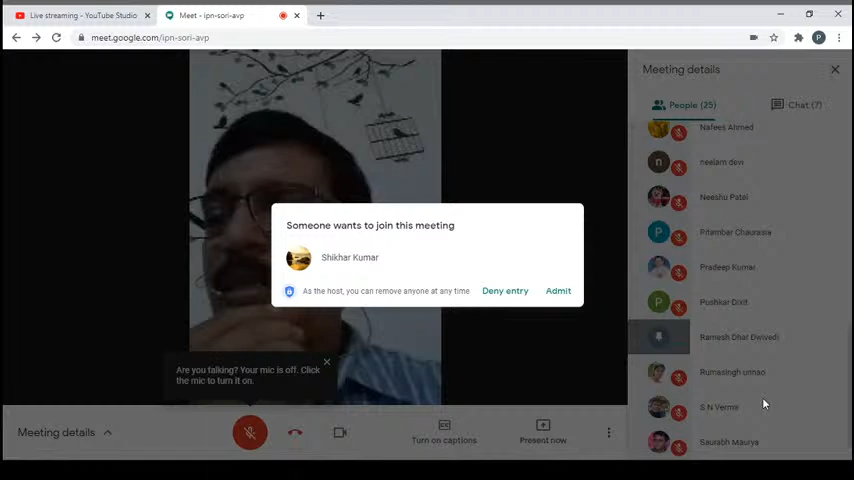 Live streaming - YouTube Studio
Meet - ipn-sori-avp
meet.google.com/ipn-sori-avp
P
Meeting details
People (25)
Chat (7)
Nafees Ahmed
n
neelam devi
Neeshu Patel
P
Pitambar Chaurasia
Pradeep Kumar
P
Pushkar Dixit
Ramesh Dhar Dwivedi
Rumasingh unnao
S N Verma
Saurabh Maurya
Someone wants to join this meeting
Shikhar Kumar
As the host, you can remove anyone at any time
Deny entry
Admit
Are you talking? Your mic is off. Click
the mic to turn it on.
Meeting details
Turn on captions
Present now